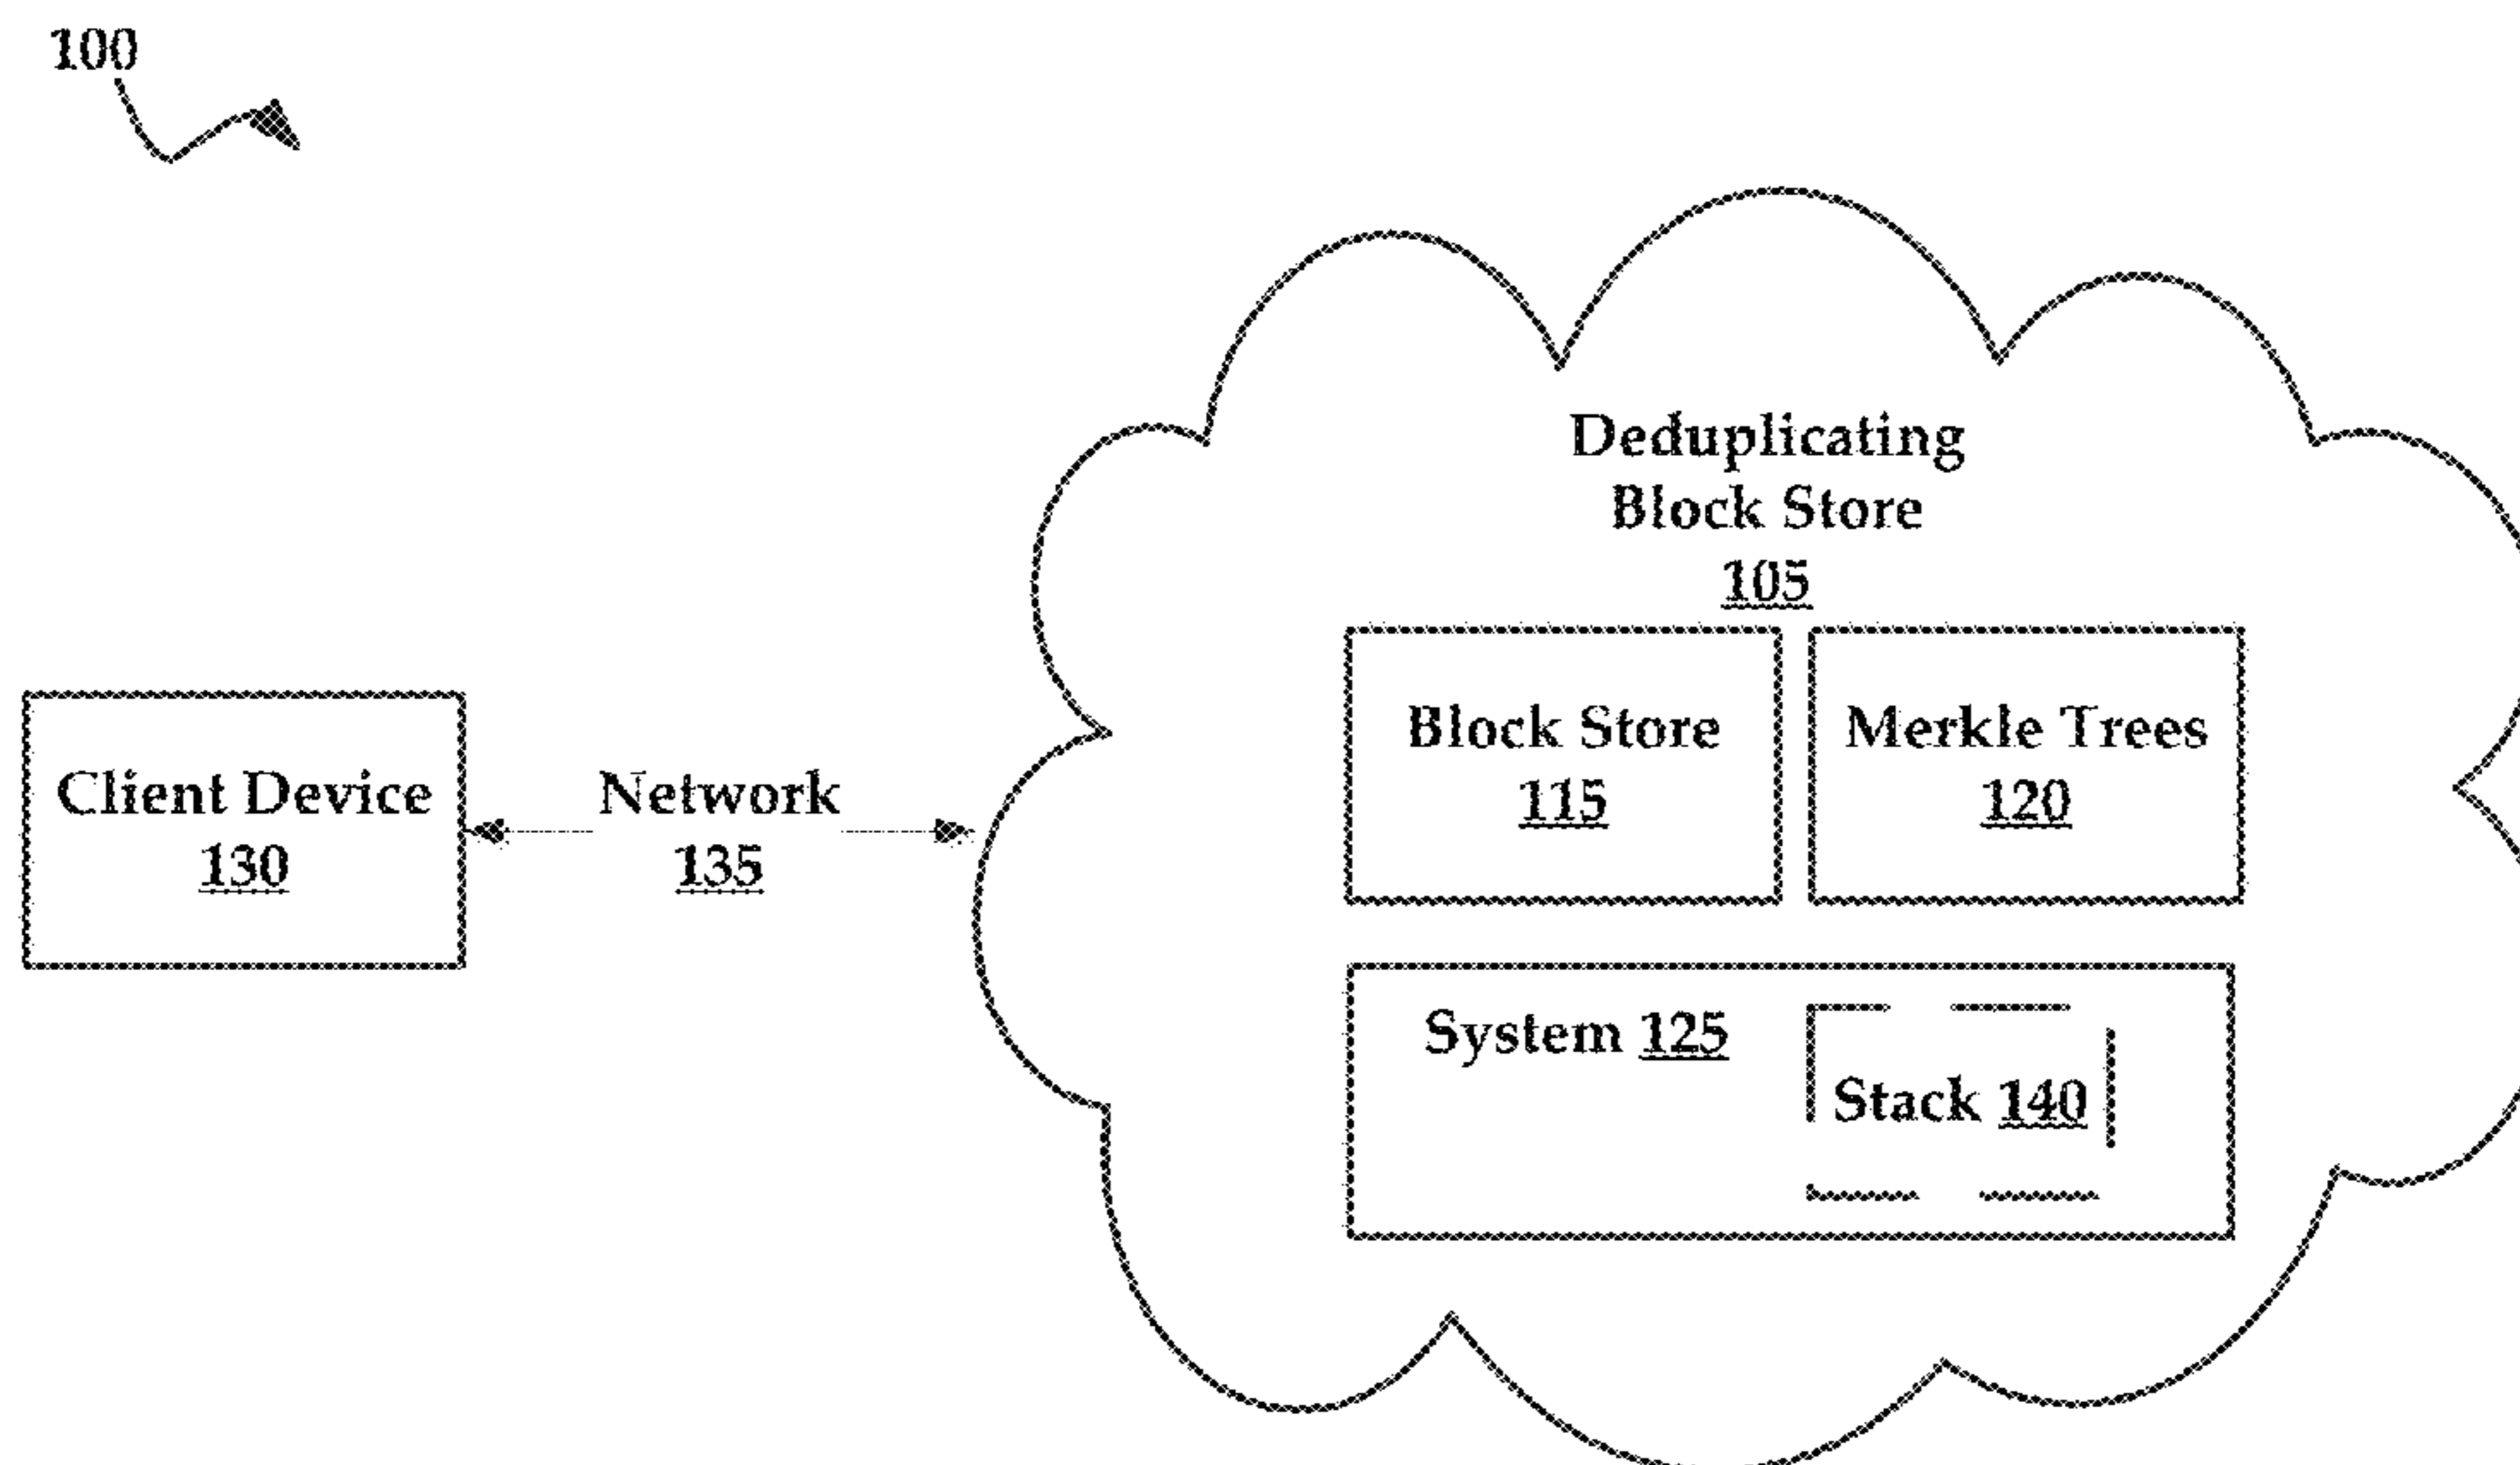 100
Deduplicating
Block Store
105
Block Store
115
Merkle Trees
120
Client Device
130
Network
135
System 125
Stack 140